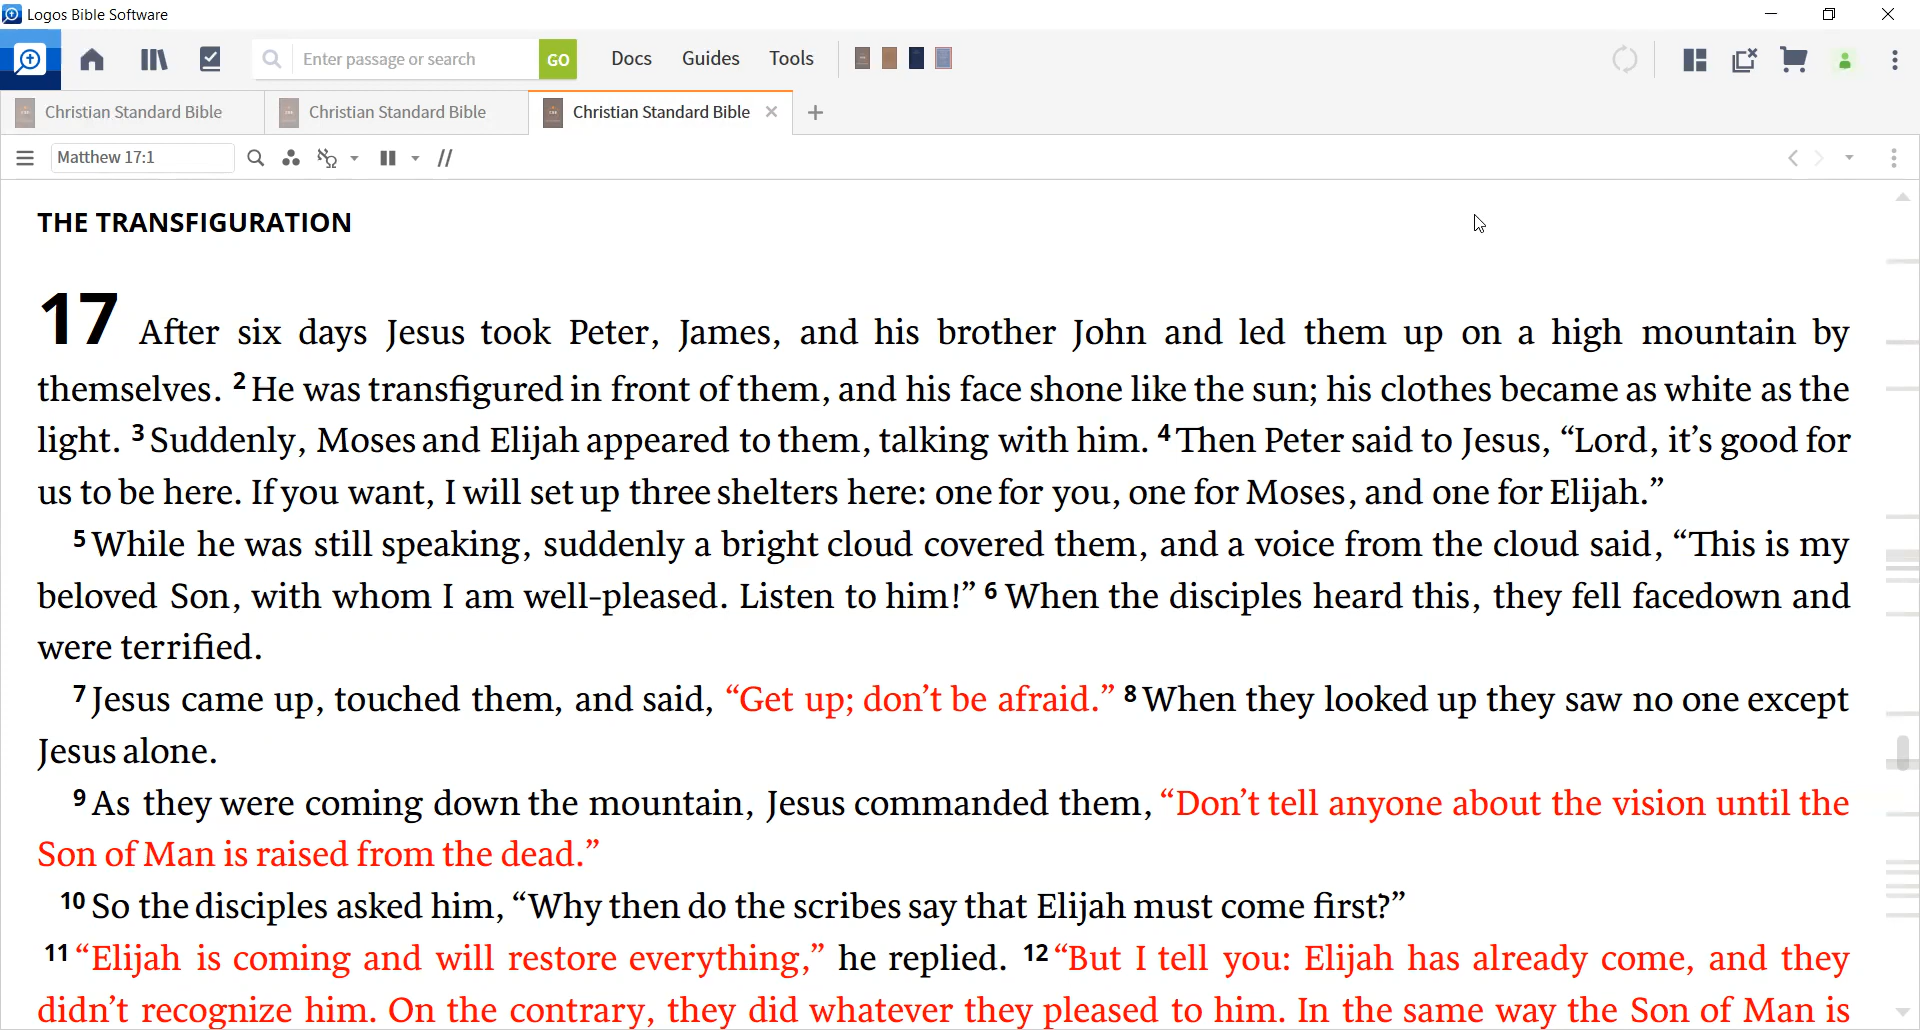 Logos Bible Software
Enter passage or search
GO
Docs
Guides
Tools
Christian Standard Bible
Christian Standard Bible
Christian Standard Bible
Matthew 17:1
THE TRANSFIGURATION
17 After six days Jesus took Peter, James, and his brother John and led them up on a high mountain by
themselves. 2 He was transfigured in front of them, and his face shone like the sun; his clothes became as white as the
light. 3 Suddenly, Moses and Elijah appeared to them, talking with him. 4 Then Peter said to Jesus, “Lord, it’s good for
us to be here. If you want, I will set up three shelters here: one for you, one for Moses, and one for Elijah.”
5 While he was still speaking, suddenly a bright cloud covered them, and a voice from the cloud said, “This is my
beloved Son, with whom I am well-pleased. Listen to him!” 6 When the disciples heard this, they fell facedown and
were terrified.
7 Jesus came up, touched them, and said, “Get up; don’t be afraid.” 8 When they looked up they saw no one except
Jesus alone.
9 As they were coming down the mountain, Jesus commanded them, “Don’t tell anyone about the vision until the
Son of Man is raised from the dead.”
10 So the disciples asked him, “Why then do the scribes say that Elijah must come first?”
11 “Elijah is coming and will restore everything,” he replied. 12 “But I tell you: Elijah has already come, and they
didn’t recognize him. On the contrary, they did whatever they pleased to him. In the same way the Son of Man is